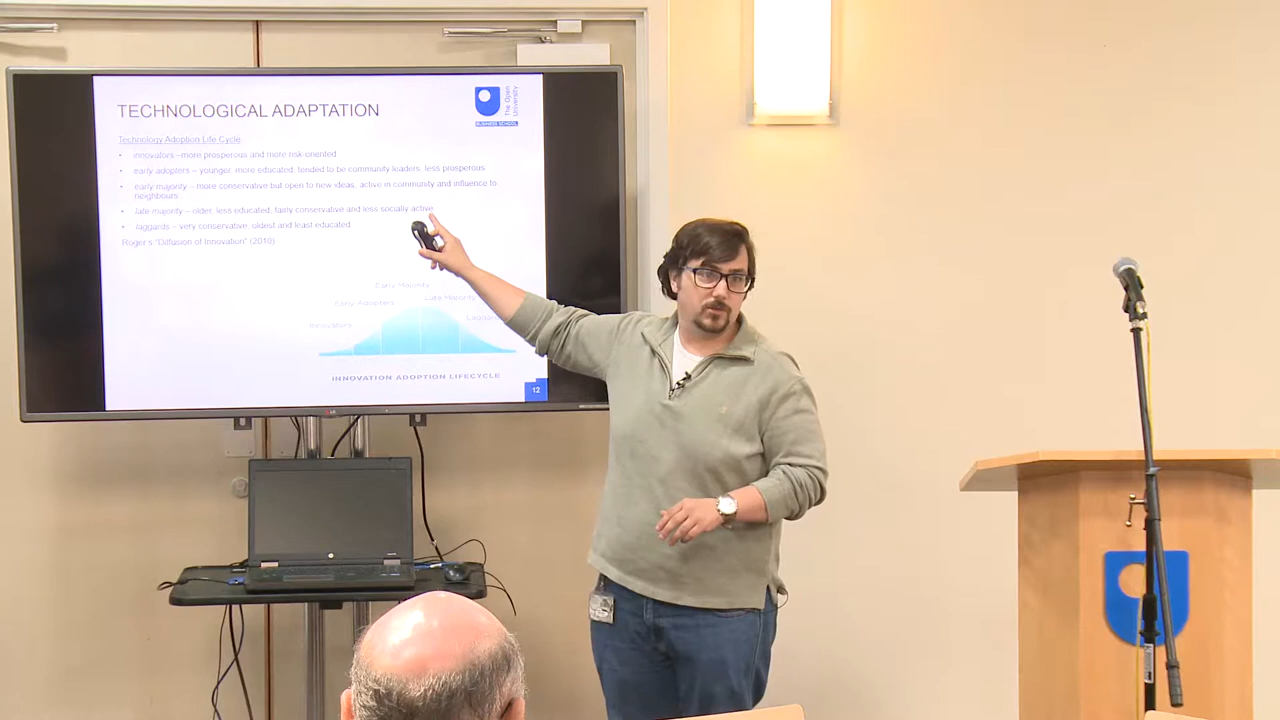 TECHNOLOGICAL ADAPTATION
The Open
University
BUSINESS SCHOOL
Technology Adoption Life Cycle
• innovators –more prosperous and more risk-oriented
• early adopters – younger, more educated, tended to be community leaders, less prosperous
• early majority – more conservative but open to new ideas, active in community and influence to
neighbours
• late majority – older, less educated, fairly conservative and less socially active
• laggards – very conservative, oldest and least educated
Roger's "Diffusion of Innovation" (2010)
Early Majority
Early Adopters
Late Majority
Innovators
Laggards
INNOVATION ADOPTION LIFECYCLE
12
LG